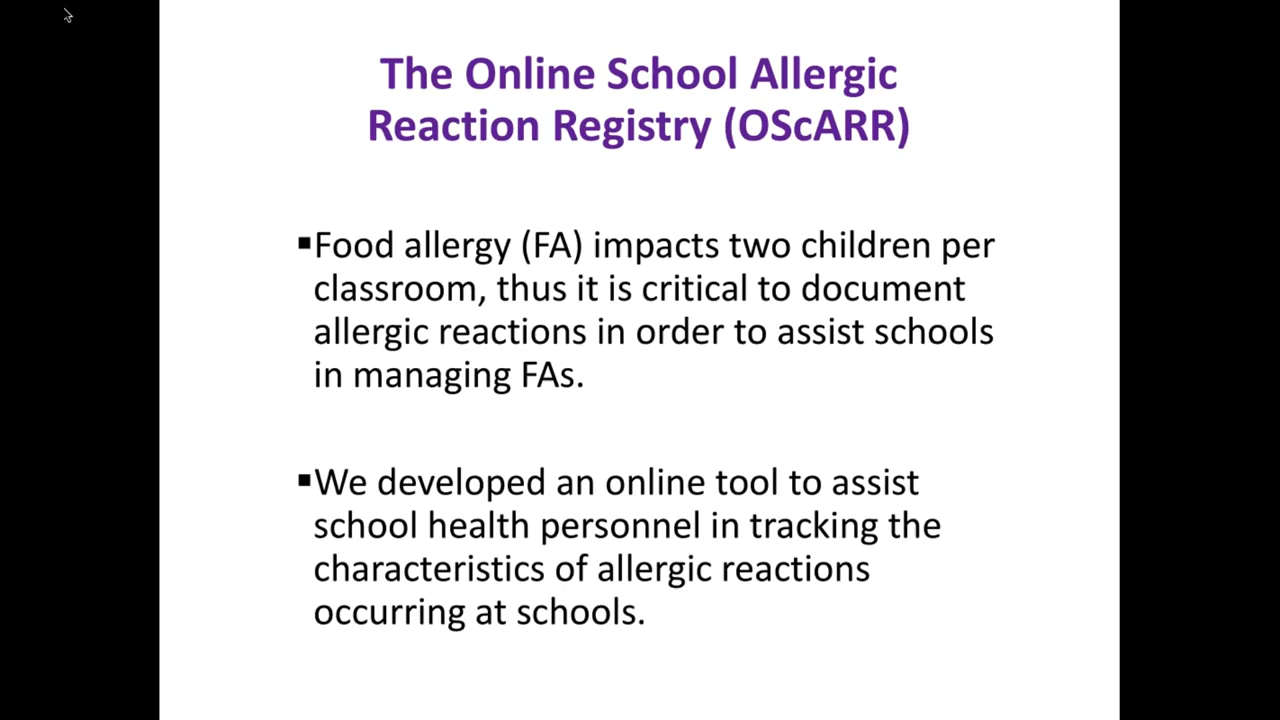 The Online School Allergic
Reaction Registry (OScARR)
▪Food allergy (FA) impacts two children per
classroom, thus it is critical to document
allergic reactions in order to assist schools
in managing FAs.
▪We developed an online tool to assist
school health personnel in tracking the
characteristics of allergic reactions
occurring at schools.